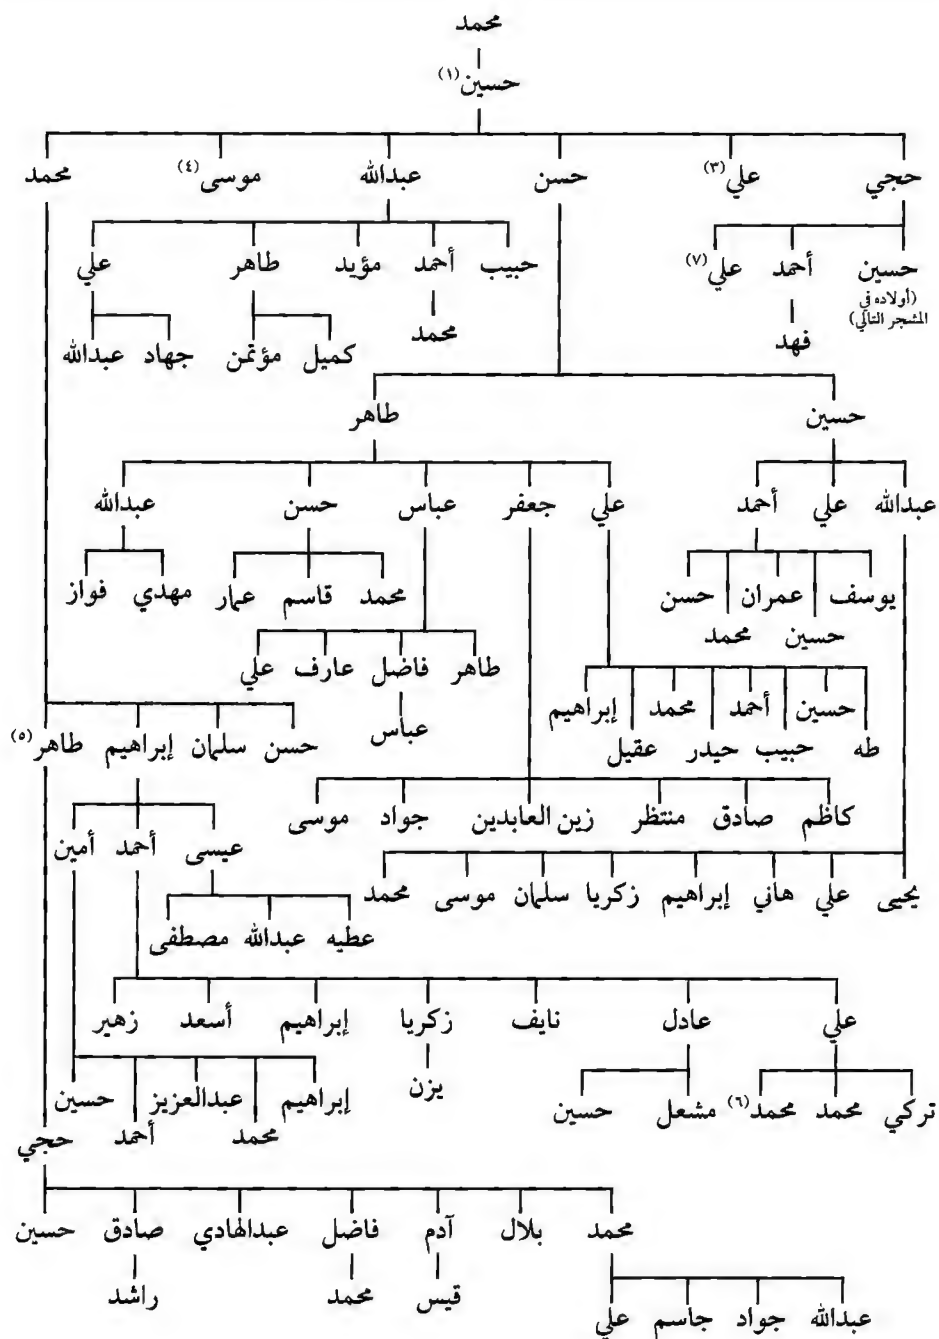 محمد
حسين (١)
حجي علي (٣) حسن عبدالله موسى (٤) محمد
حسين أحمد علي (٧) حبيب أحمد مؤيد طاهر علي
(أولاده في
المشجر التالي)
فهد محمد كميل مؤتمن جهاد عبدالله
حسين طاهر
عبدالله علي أحمد علي جعفر عباس حسن عبدالله
يوسف عمران حسن محمد قاسم عمار مهدي فواز
حسين محمد
طاهر فاضل عارف علي
حسين أحمد محمد إبراهيم عباس
طه حبيب حيدر عقيل حسن سلمان إبراهيم طاهر (٥)
كاظم صادق منتظر زين العابدين جواد موسى
عيسى أحمد أمين
يحيى علي هاني إبراهيم زكريا سلمان موسى محمد
عطيه عبدالله مصطفى
علي عادل نايف زكريا إبراهيم أسعد زهير
تركي محمد محمد (٦) مشعل حسين يزن إبراهيم عبدالعزيز حسين
محمد أحمد حجي
محمد بلال آدم فاضل عبدالهادي صادق حسين
قيس محمد راشد
عبدالله جواد جاسم علي